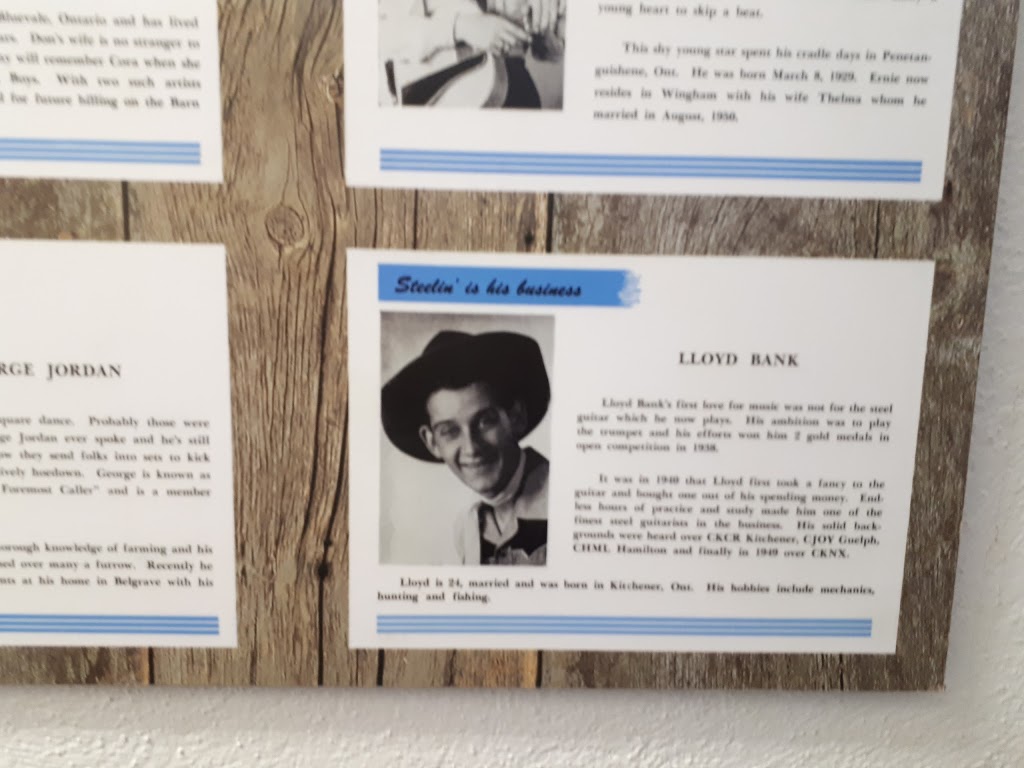 Bluevale, Ontario and has lived
Don's wife is no stranger to
will remember Cora when she
Boys. With two such artists
for future billing on the Barn
young heart to skip a beat.
This shy young star spent his cradle days in Penetan-
guishene, Ont. He was born March 8, 1929. Ernie now
resides in Wingham with his wife Thelma whom he
married in August, 1950.
RGE JORDAN
square dance. Probably those were
Jordan ever spoke and he's still
they send folks into sets to kick
lively hoedown. George is known as
Foremost Caller" and is a member
thorough knowledge of farming and his
over many a furrow. Recently he
at his home in Belgrave with his
Steelin' is his business
LLOYD BANK
Lloyd Bank's first love for music was not for the steel
guitar which he now plays. His ambition was to play
the trumpet and his efforts won him 2 gold medals in
open competition in 1938.
It was in 1940 that Lloyd first took a fancy to the
guitar and bought one out of his spending money. End-
less hours of practice and study made him one of the
finest steel guitarists in the business. His solid back-
grounds were heard over CKCR Kitchener, CJOY Guelph,
CHML Hamilton and finally in 1949 over CKNX.
Lloyd is 24, married and was born in Kitchener, Ont. His hobbies include mechanics,
hunting and fishing.